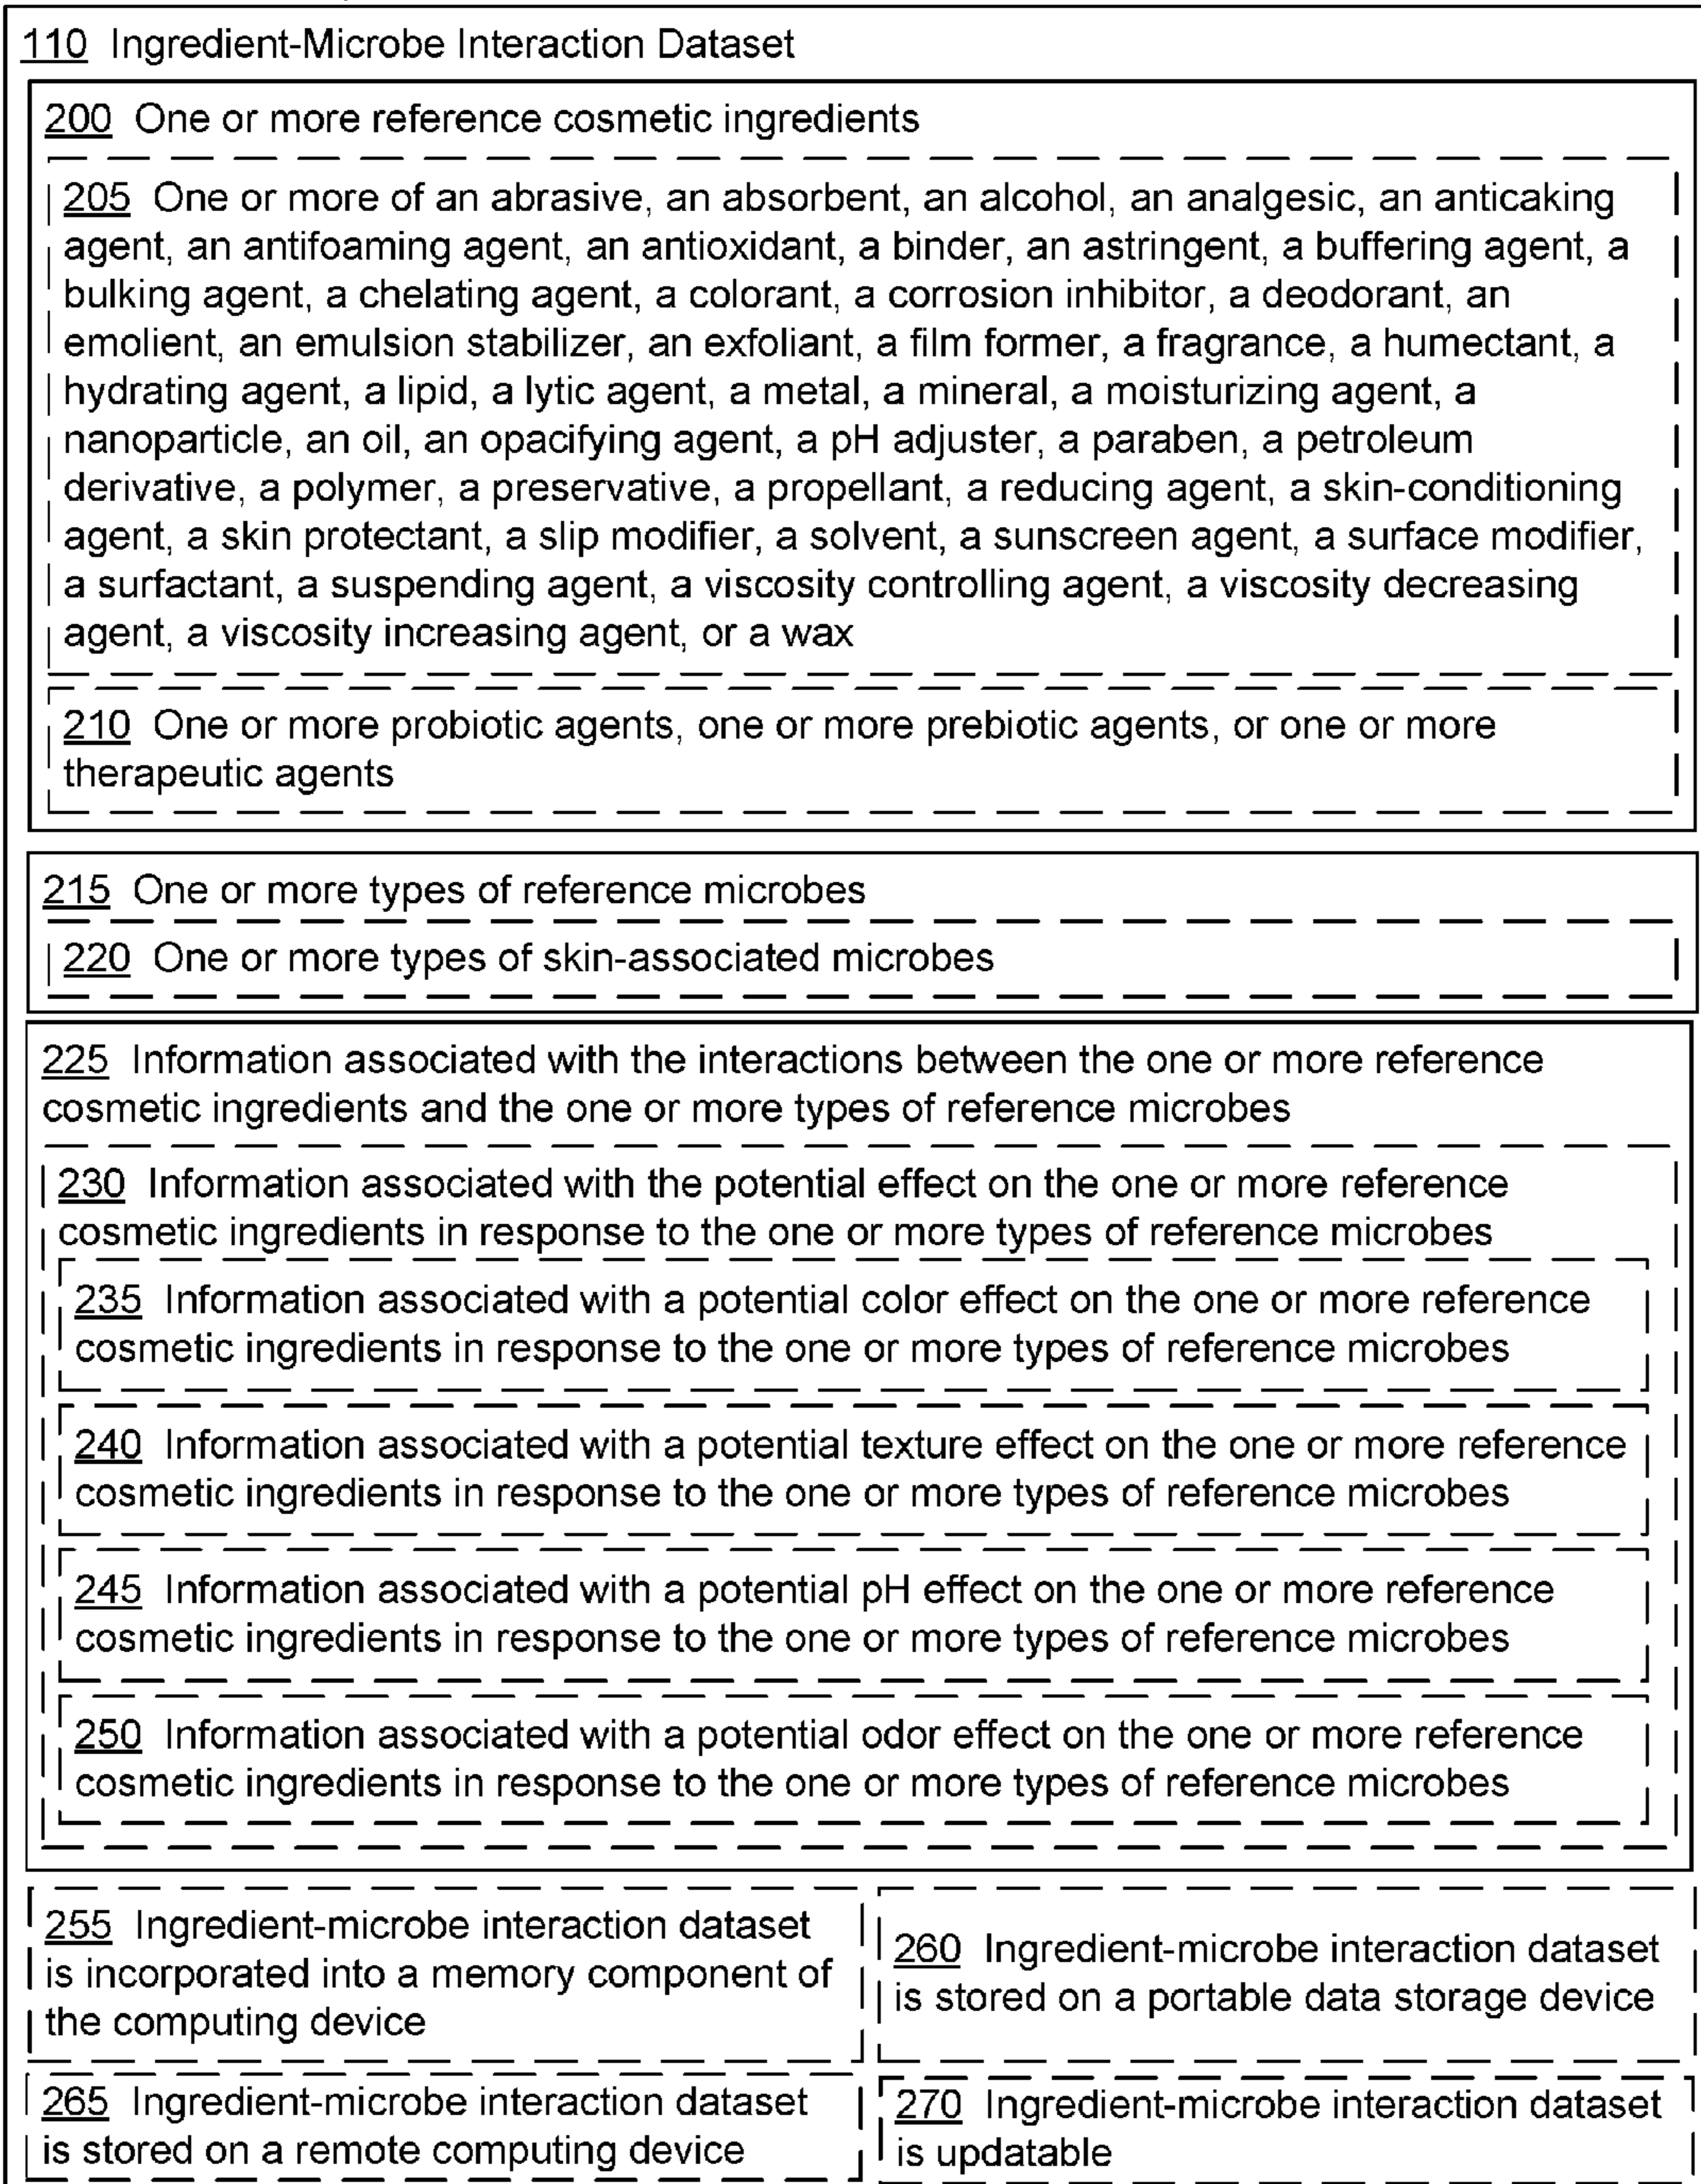 110 Ingredient-Microbe Interaction Dataset
200 One or more reference cosmetic ingredients
205 One or more of an abrasive, an absorbent, an alcohol, an analgesic, an anticaking
agent, an antifoaming agent, an antioxidant, a binder, an astringent, a buffering agent, a
bulking agent, a chelating agent, a colorant, a corrosion inhibitor, a deodorant, an
emolient, an emulsion stabilizer, an exfoliant, a film former, a fragrance, a humectant, a
hydrating agent, a lipid, a lytic agent, a metal, a mineral, a moisturizing agent, a
nanoparticle, an oil, an opacifying agent, a pH adjuster, a paraben, a petroleum
derivative, a polymer, a preservative, a propellant, a reducing agent, a skin-conditioning
agent, a skin protectant, a slip modifier, a solvent, a sunscreen agent, a surface modifier,
a surfactant, a suspending agent, a viscosity controlling agent, a viscosity decreasing
agent, a viscosity increasing agent, or a wax
210 One or more probiotic agents, one or more prebiotic agents, or one or more
therapeutic agents
215 One or more types of reference microbes
220 One or more types of skin-associated microbes
225 Information associated with the interactions between the one or more reference
cosmetic ingredients and the one or more types of reference microbes
230 Information associated with the potential effect on the one or more reference
cosmetic ingredients in response to the one or more types of reference microbes
235 Information associated with a potential color effect on the one or more reference
cosmetic ingredients in response to the one or more types of reference microbes
240 Information associated with a potential texture effect on the one or more reference
cosmetic ingredients in response to the one or more types of reference microbes
245 Information associated with a potential pH effect on the one or more reference
cosmetic ingredients in response to the one or more types of reference microbes
250 Information associated with a potential odor effect on the one or more reference
cosmetic ingredients in response to the one or more types of reference microbes
255 Ingredient-microbe interaction dataset
is incorporated into a memory component of
the computing device
260 Ingredient-microbe interaction dataset
is stored on a portable data storage device
265 Ingredient-microbe interaction dataset
is stored on a remote computing device
270 Ingredient-microbe interaction dataset
is updatable